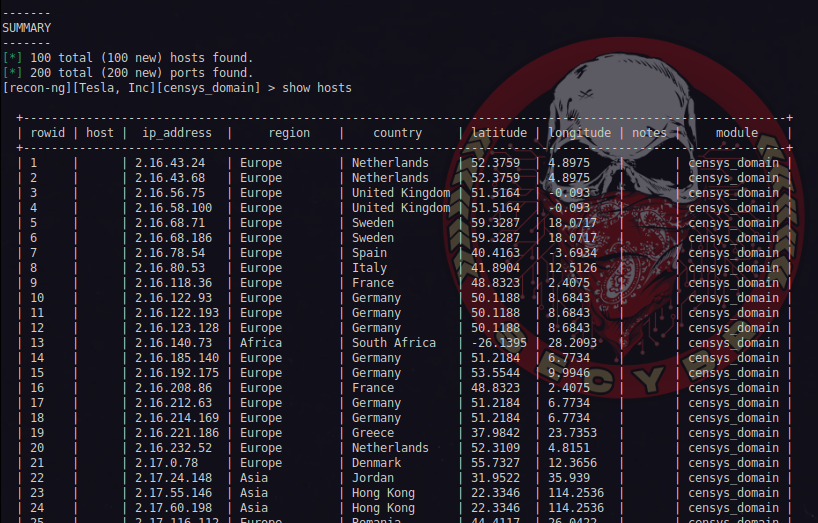 -------
SUMMARY
-------
[*] 100 total (100 new) hosts found.
[*] 200 total (200 new) ports found.
[recon-ng][Tesla, Inc][censys_domain] > show hosts
| rowid | host | ip_address | region | country | latitude | longitude | notes | module |
| 1 | | 2.16.43.24 | Europe | Netherlands | 52.3759 | 4.8975 | | censys_domain |
| 2 | | 2.16.43.68 | Europe | Netherlands | 52.3759 | 4.8975 | | censys_domain |
| 3 | | 2.16.56.75 | Europe | United Kingdom | 51.5164 | -0.093 | | censys_domain |
| 4 | | 2.16.58.100 | Europe | United Kingdom | 51.5164 | -0.093 | | censys_domain |
| 5 | | 2.16.68.71 | Europe | Sweden | 59.3287 | 18.0717 | | censys_domain |
| 6 | | 2.16.68.186 | Europe | Sweden | 59.3287 | 18.0717 | | censys_domain |
| 7 | | 2.16.78.54 | Europe | Spain | 40.4163 | -3.6934 | | censys_domain |
| 8 | | 2.16.80.53 | Europe | Italy | 41.8904 | 12.5126 | | censys_domain |
| 9 | | 2.16.118.36 | Europe | France | 48.8323 | 2.4075 | | censys_domain |
| 10 | | 2.16.122.93 | Europe | Germany | 50.1188 | 8.6843 | | censys_domain |
| 11 | | 2.16.122.193 | Europe | Germany | 50.1188 | 8.6843 | | censys_domain |
| 12 | | 2.16.123.128 | Europe | Germany | 50.1188 | 8.6843 | | censys_domain |
| 13 | | 2.16.140.73 | Africa | South Africa | -26.1395 | 28.2093 | | censys_domain |
| 14 | | 2.16.185.140 | Europe | Germany | 51.2184 | 6.7734 | | censys_domain |
| 15 | | 2.16.192.175 | Europe | Germany | 53.5544 | 9.9946 | | censys_domain |
| 16 | | 2.16.208.86 | Europe | France | 48.8323 | 2.4075 | | censys_domain |
| 17 | | 2.16.212.63 | Europe | Germany | 51.2184 | 6.7734 | | censys_domain |
| 18 | | 2.16.214.169 | Europe | Germany | 51.2184 | 6.7734 | | censys_domain |
| 19 | | 2.16.221.186 | Europe | Greece | 37.9842 | 23.7353 | | censys_domain |
| 20 | | 2.16.232.52 | Europe | Netherlands | 52.3109 | 4.8151 | | censys_domain |
| 21 | | 2.17.0.78 | Europe | Denmark | 55.7327 | 12.3656 | | censys_domain |
| 22 | | 2.17.24.148 | Asia | Jordan | 31.9522 | 35.939 | | censys_domain |
| 23 | | 2.17.55.146 | Asia | Hong Kong | 22.3346 | 114.2536 | | censys_domain |
| 24 | | 2.17.60.198 | Asia | Hong Kong | 22.3346 | 114.2536 | | censys_domain |
| 25 | | 2.17.116.112 | Europe | Romania | 44.4117 | 26.0422 | | censys_domain |